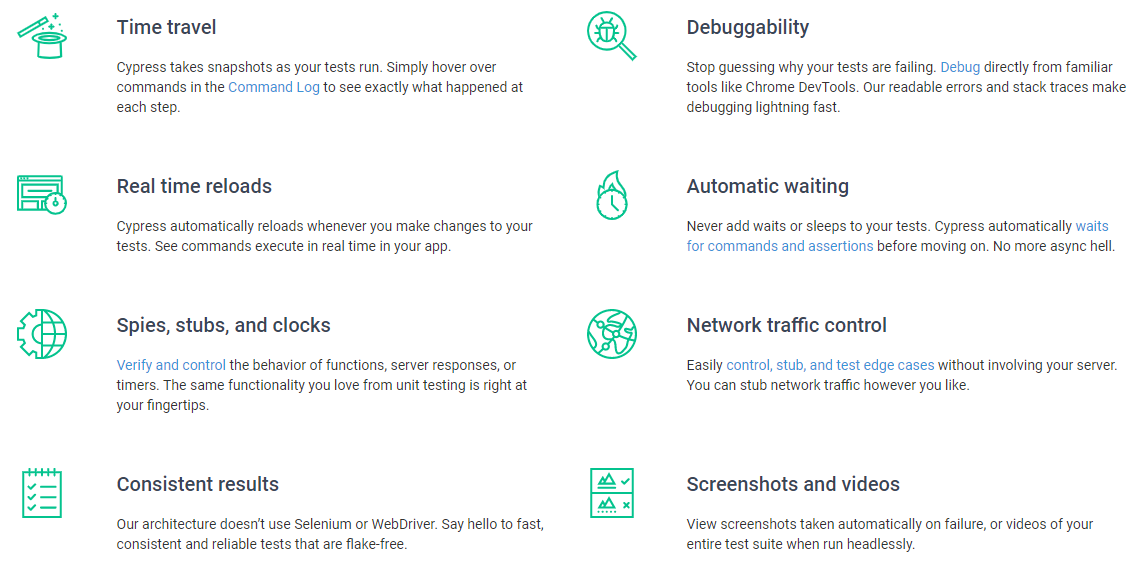 Time travel
Cypress takes snapshots as your tests run. Simply hover over
commands in the Command Log to see exactly what happened at
each step.
Debuggability
Stop guessing why your tests are failing. Debug directly from familiar
tools like Chrome DevTools. Our readable errors and stack traces make
debugging lightning fast.
Real time reloads
Cypress automatically reloads whenever you make changes to your
tests. See commands execute in real time in your app.
Automatic waiting
Never add waits or sleeps to your tests. Cypress automatically waits
for commands and assertions before moving on. No more async hell.
Spies, stubs, and clocks
Verify and control the behavior of functions, server responses, or
timers. The same functionality you love from unit testing is right at
your fingertips.
Network traffic control
Easily control, stub, and test edge cases without involving your server.
You can stub network traffic however you like.
Consistent results
Our architecture doesn’t use Selenium or WebDriver. Say hello to fast,
consistent and reliable tests that are flake-free.
Screenshots and videos
View screenshots taken automatically on failure, or videos of your
entire test suite when run headlessly.